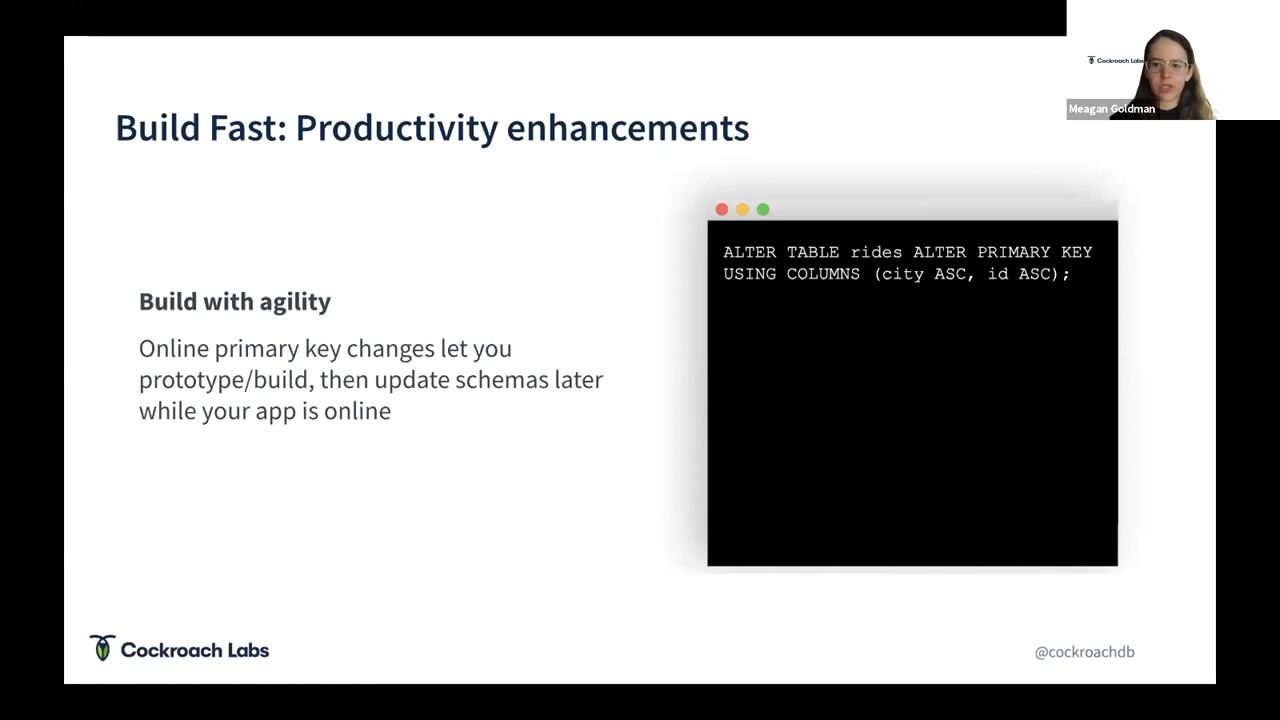 Cockroach Labs
Meagan Goldman
Build Fast: Productivity enhancements
ALTER TABLE rides ALTER PRIMARY KEY
USING COLUMNS (city ASC, id ASC);
Build with agility
Online primary key changes let you
prototype/build, then update schemas later
while your app is online
Cockroach Labs
@cockroachdb